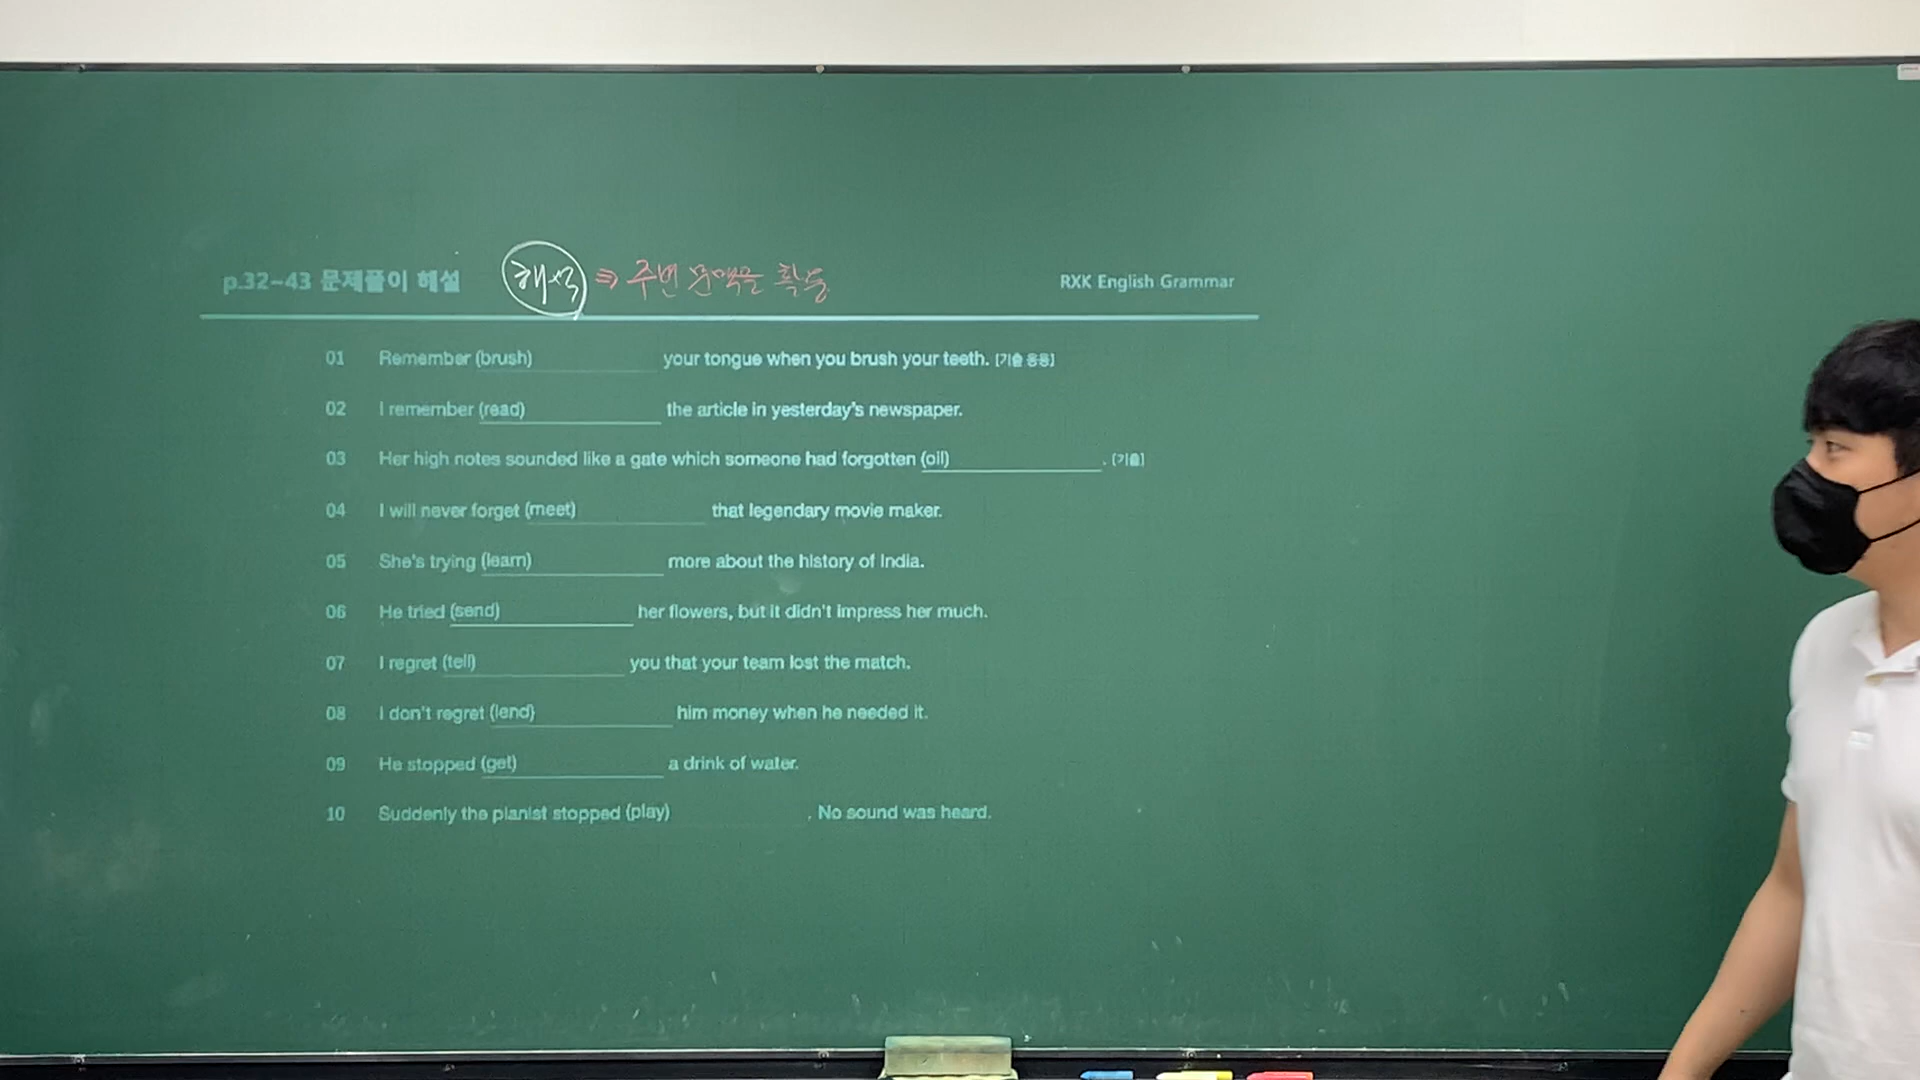 p.32~43 문제풀이 해설 해석 ⇒ 주변 문맥을 활용 RXK English Grammar
01 Remember (brush) your tongue when you brush your teeth. [기출 응용]
02 I remember (read) the article in yesterday's newspaper.
03 Her high notes sounded like a gate which someone had forgotten (oil) . [기출]
04 I will never forget (meet) that legendary movie maker.
05 She's trying (learn) more about the history of India.
06 He tried (send) her flowers, but it didn't impress her much.
07 I regret (tell) you that your team lost the match.
08 I don't regret (lend) him money when he needed it.
09 He stopped (get) a drink of water.
10 Suddenly the pianist stopped (play) . No sound was heard.